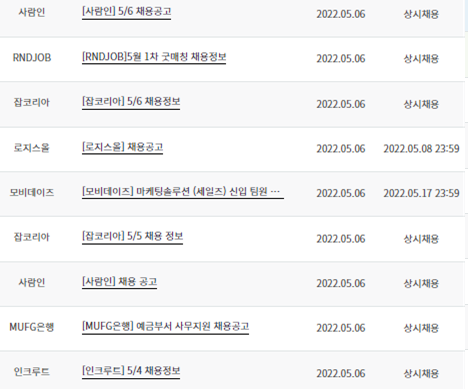 사람인 [사람인] 5/6 채용공고 2022.05.06 상시채용
RNDJOB [RNDJOB]5월 1차 굿매칭 채용정보 2022.05.06 상시채용
잡코리아 [잡코리아] 5/6 채용정보 2022.05.06 상시채용
로지스올 [로지스올] 채용공고 2022.05.06 2022.05.08 23:59
모비데이즈 [모비데이즈] 마케팅솔루션 (세일즈) 신입 팀원 … 2022.05.06 2022.05.17 23:59
잡코리아 [잡코리아] 5/5 채용 정보 2022.05.06 상시채용
사람인 [사람인] 채용 공고 2022.05.06 상시채용
MUFG은행 [MUFG은행] 예금부서 사무지원 채용공고 2022.05.06 상시채용
인크루트 [인크루트] 5/4 채용정보 2022.05.06 상시채용